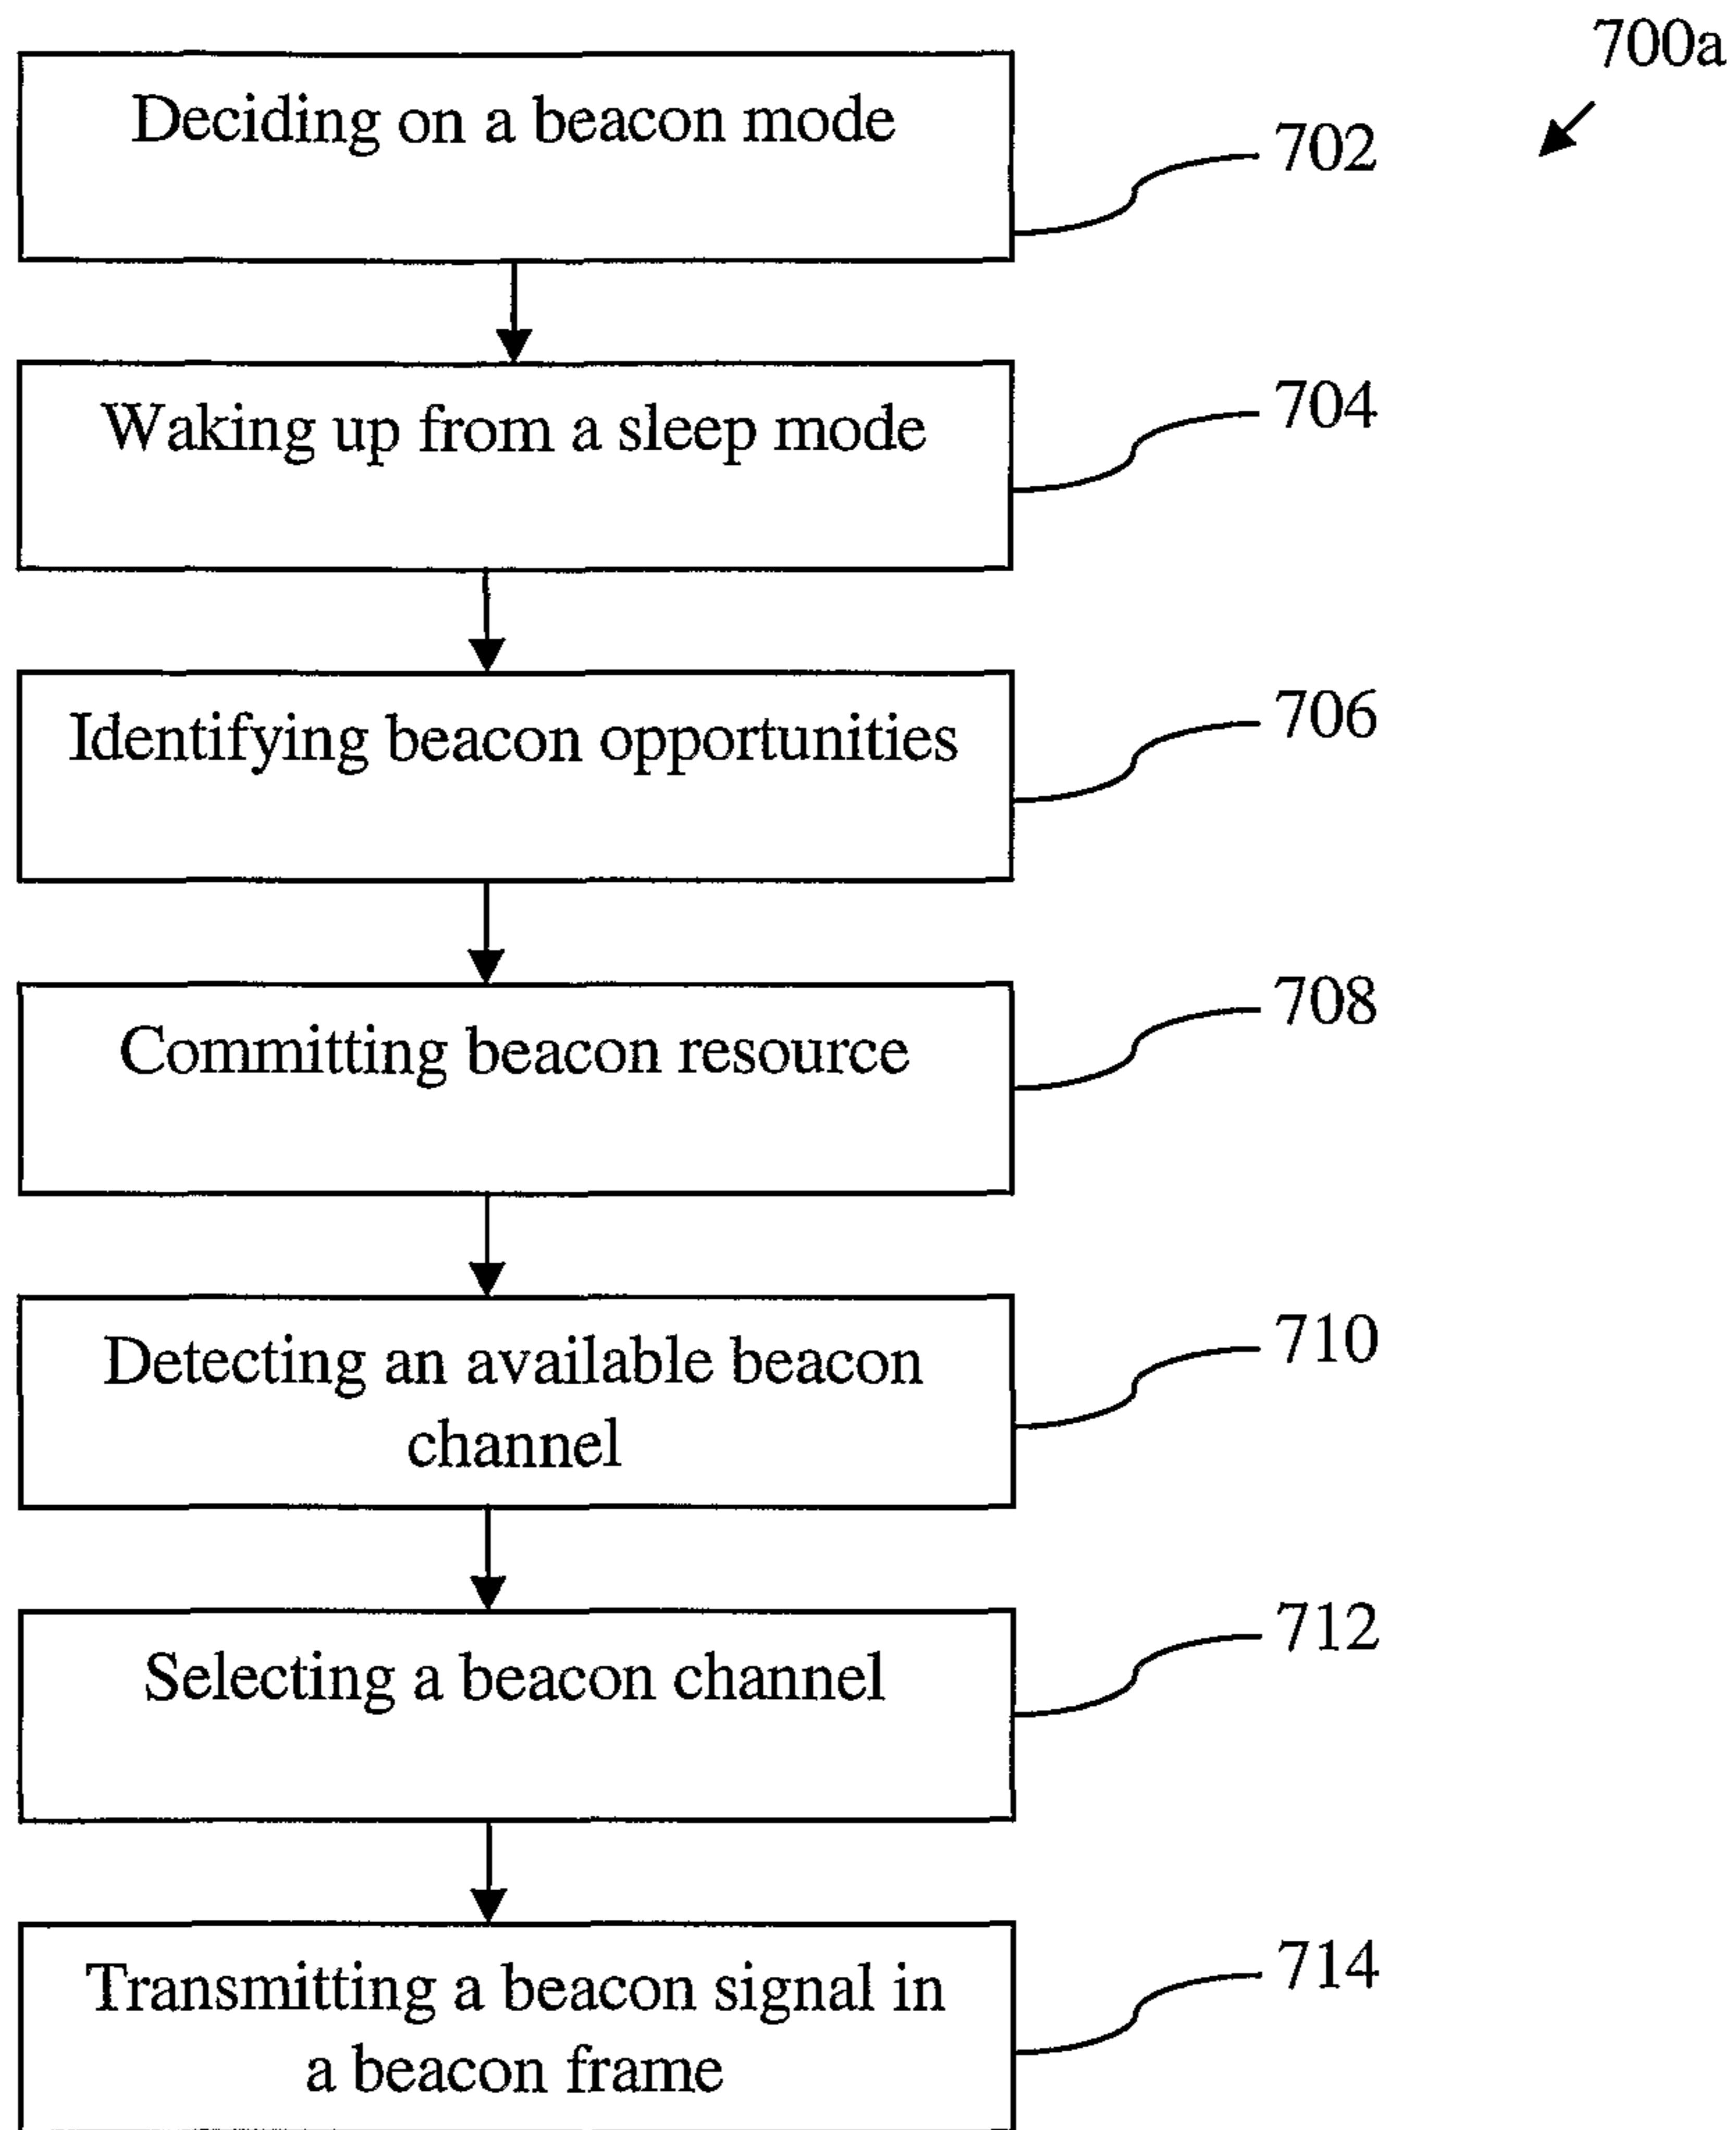 700a
Deciding on a beacon mode
702
Waking up from a sleep mode
704
Identifying beacon opportunities
706
Committing beacon resource
708
Detecting an available beacon
channel
710
Selecting a beacon channel
712
Transmitting a beacon signal in
a beacon frame
714